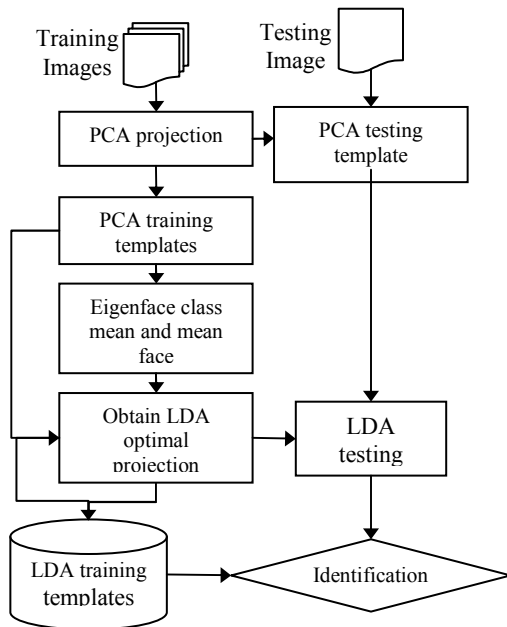 Training
Images
Testing
Image
PCA projection
PCA testing
template
PCA training
templates
Eigenface class
mean and mean
face
Obtain LDA
optimal
projection
LDA
testing
LDA training
templates
Identification